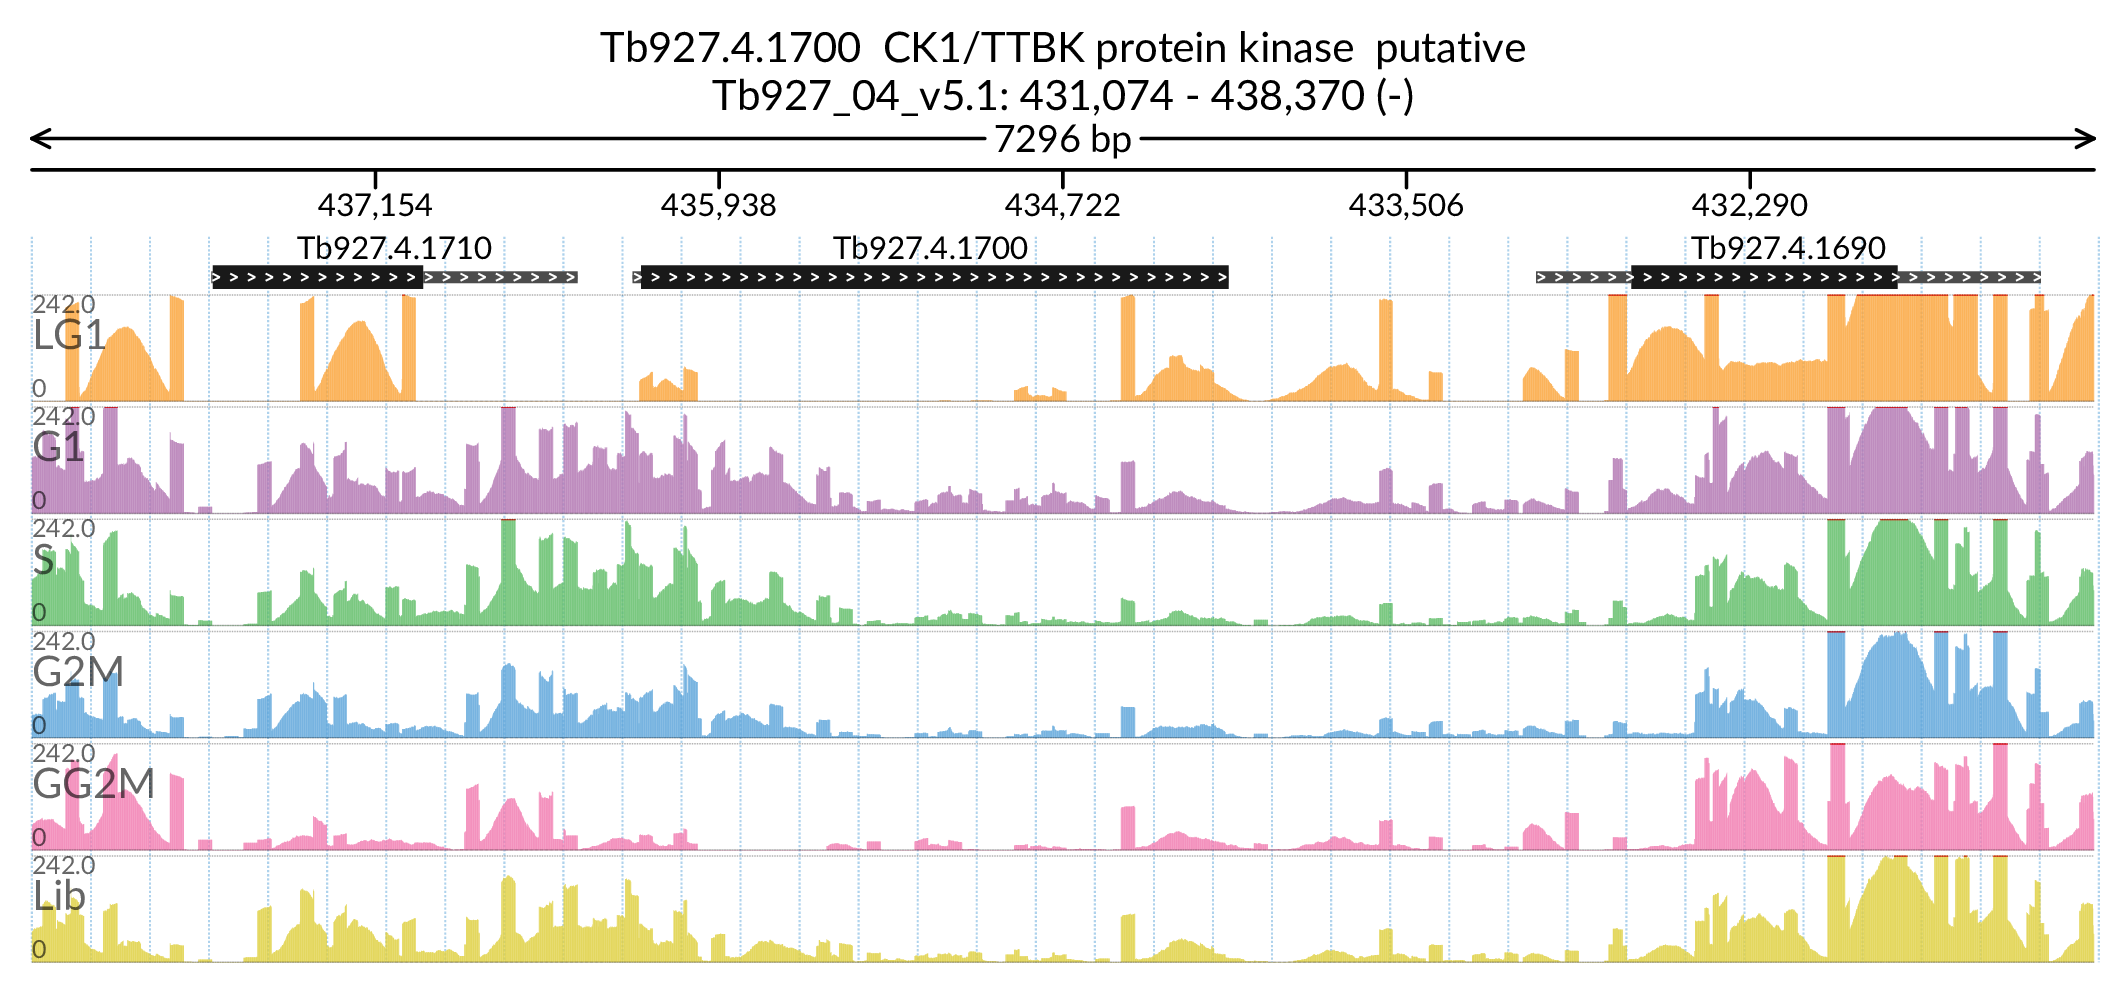 Tb927.4.1700  CK1/TTBK protein kinase  putative
Tb927_04_v5.1: 431,074 - 438,370 (-)
7296 bp
437,154 435,938 434,722 433,506 432,290
Tb927.4.1710 Tb927.4.1700 Tb927.4.1690
242.0
LG1
0
242.0
G1
0
242.0
S
0
242.0
G2M
0
242.0
GG2M
0
242.0
Lib
0